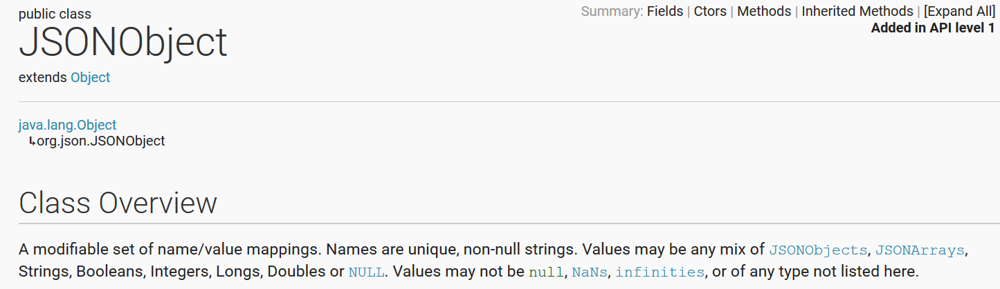 public class
Summary: Fields | Ctors | Methods | Inherited Methods | [Expand All]
Added in API level 1
JSONObject
extends Object
java.lang.Object
↳org.json.JSONObject
Class Overview
A modifiable set of name/value mappings. Names are unique, non-null strings. Values may be any mix of JSONObjects, JSONArrays,
Strings, Booleans, Integers, Longs, Doubles or NULL. Values may not be null, NaNs, infinities, or of any type not listed here.